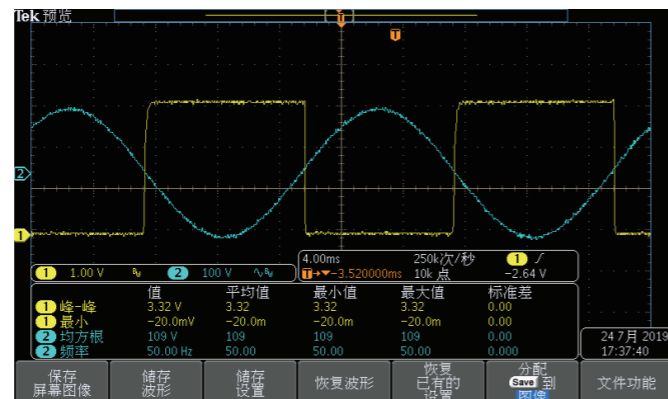 Tek 预览
T
T
2
1
1 1.00 V Bw 2 100 V Bw
4.00ms 250k次/秒 1
T→▼-3.520000ms 10k 点 -2.64 V
值 平均值 最小值 最大值 标准差
1 峰-峰 3.32 V 3.32 3.32 3.32 0.00
1 最小 -20.0mV -20.0m -20.0m -20.0m 0.00
2 均方根 109 V 109 109 109 0.00
2 频率 50.00 Hz 50.00 50.00 50.00 0.000
24 7月 2019
17:37:40
保存
屏幕图像
储存
波形
储存
设置
恢复波形
恢复
已有的
设置
分配
Save 到
图像
文件功能